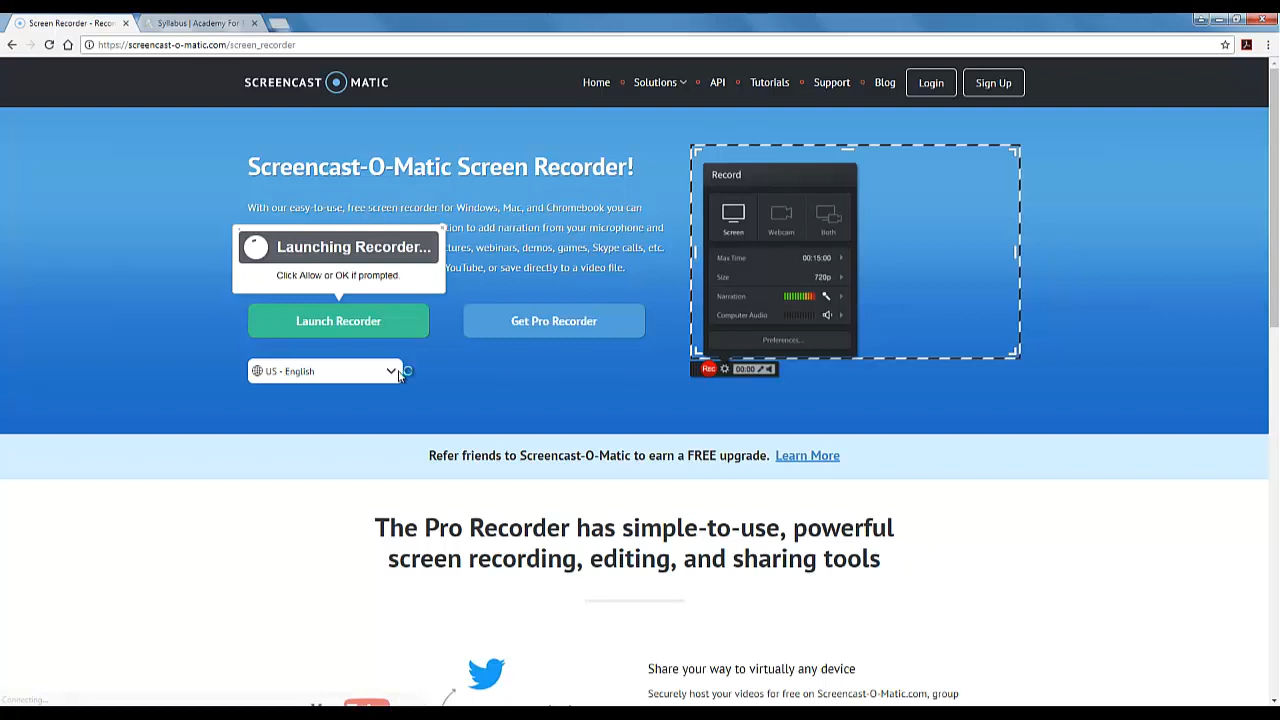 Screen Recorder - Reco
Syllabus | Academy For
https://screencast-o-matic.com/screen_recorder
SCREENCAST MATIC
Home Solutions API Tutorials Support Blog Login Sign Up
Screencast-O-Matic Screen Recorder!
With our easy-to-use, free screen recorder for Windows, Mac, and Chromebook you can
tion to add narration from your microphone and
tures, webinars, demos, games, Skype calls, etc.
YouTube, or save directly to a video file.
Launching Recorder...
Click Allow or OK if prompted.
Launch Recorder
Get Pro Recorder
US - English
Record
Screen Webcam Both
Max Time 00:15:00
Size 720p
Narration
Computer Audio
Preferences...
Rec 00:00
Refer friends to Screencast-O-Matic to earn a FREE upgrade. Learn More
The Pro Recorder has simple-to-use, powerful
screen recording, editing, and sharing tools
Share your way to virtually any device
Securely host your videos for free on Screencast-O-Matic.com, group
Connecting...